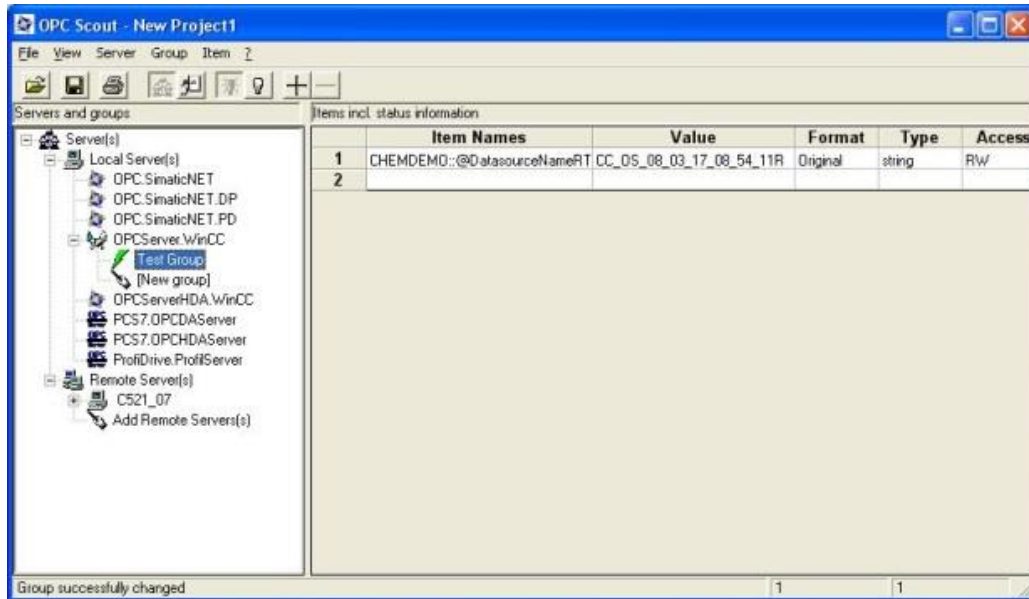 OPC Scout - New Project1
File View Server Group Item ?
Servers and groups
Items incl. status information
Server(s)
Local Server(s)
OPC.SimaticNET
OPC.SimaticNET.DP
OPC.SimaticNET.PD
OPCServer.WinCC
Test Group
[New group]
OPCServerHDA.WinCC
PCS7.OPCDAServer
PCS7.OPCHDAServer
ProfiDrive.ProfilServer
Remote Server(s)
C521_07
Add Remote Servers(s)
Item Names Value Format Type Access
1 CHEMDEMO::@DatasourceNameRT CC_OS_08_03_17_08_54_11R Original string RW
2
Group successfully changed 1 1